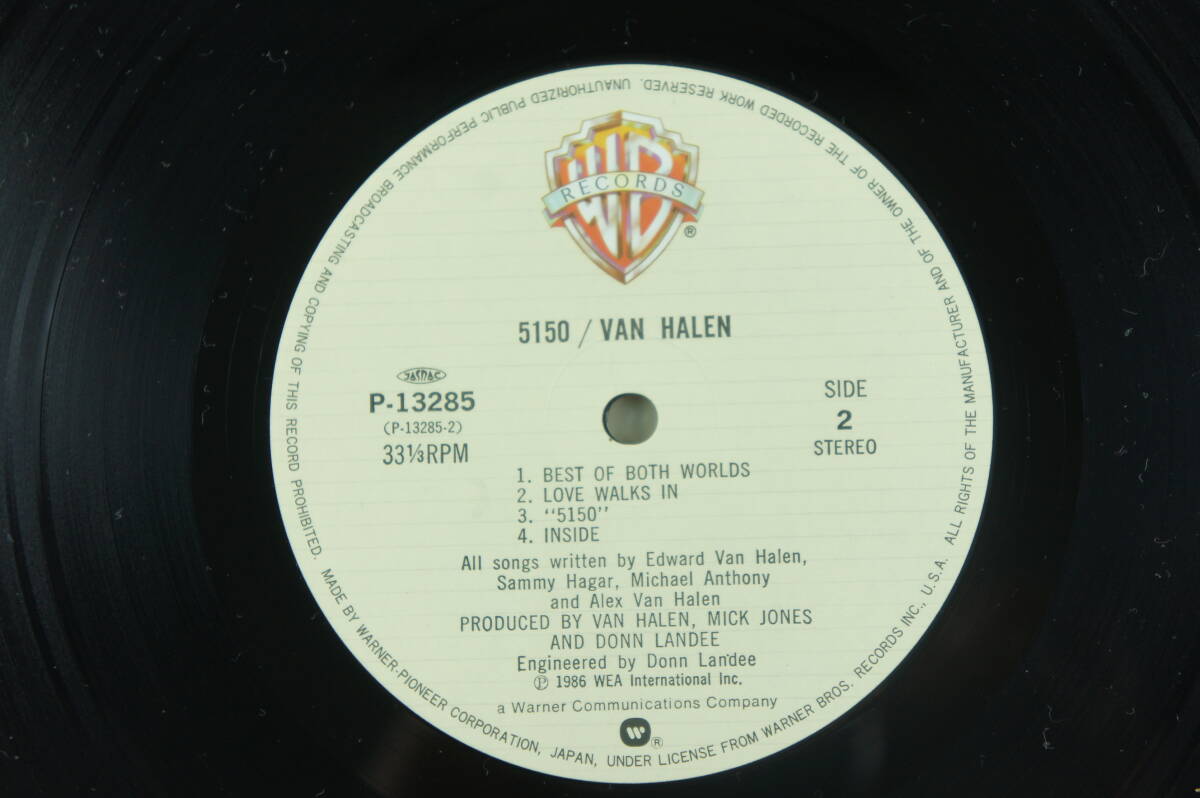 WB
RECORDS
®
5150 / VAN HALEN
JASRAC
P-13285
(P-13285-2)
33⅓RPM
SIDE
2
STEREO
1. BEST OF BOTH WORLDS
2. LOVE WALKS IN
3. "5150"
4. INSIDE
All songs written by Edward Van Halen,
Sammy Hagar, Michael Anthony
and Alex Van Halen
PRODUCED BY VAN HALEN, MICK JONES
AND DONN LANDEE
Engineered by Donn Landee
℗ 1986 WEA International Inc.
a Warner Communications Company
®
ALL RIGHTS OF THE MANUFACTURER AND OF THE OWNER OF THE RECORDED WORK RESERVED. UNAUTHORIZED PUBLIC PERFORMANCE BROADCASTING AND COPYING OF THIS RECORD PROHIBITED. MADE BY WARNER-PIONEER CORPORATION, JAPAN, UNDER LICENSE FROM WARNER BROS. RECORDS INC., U.S.A.